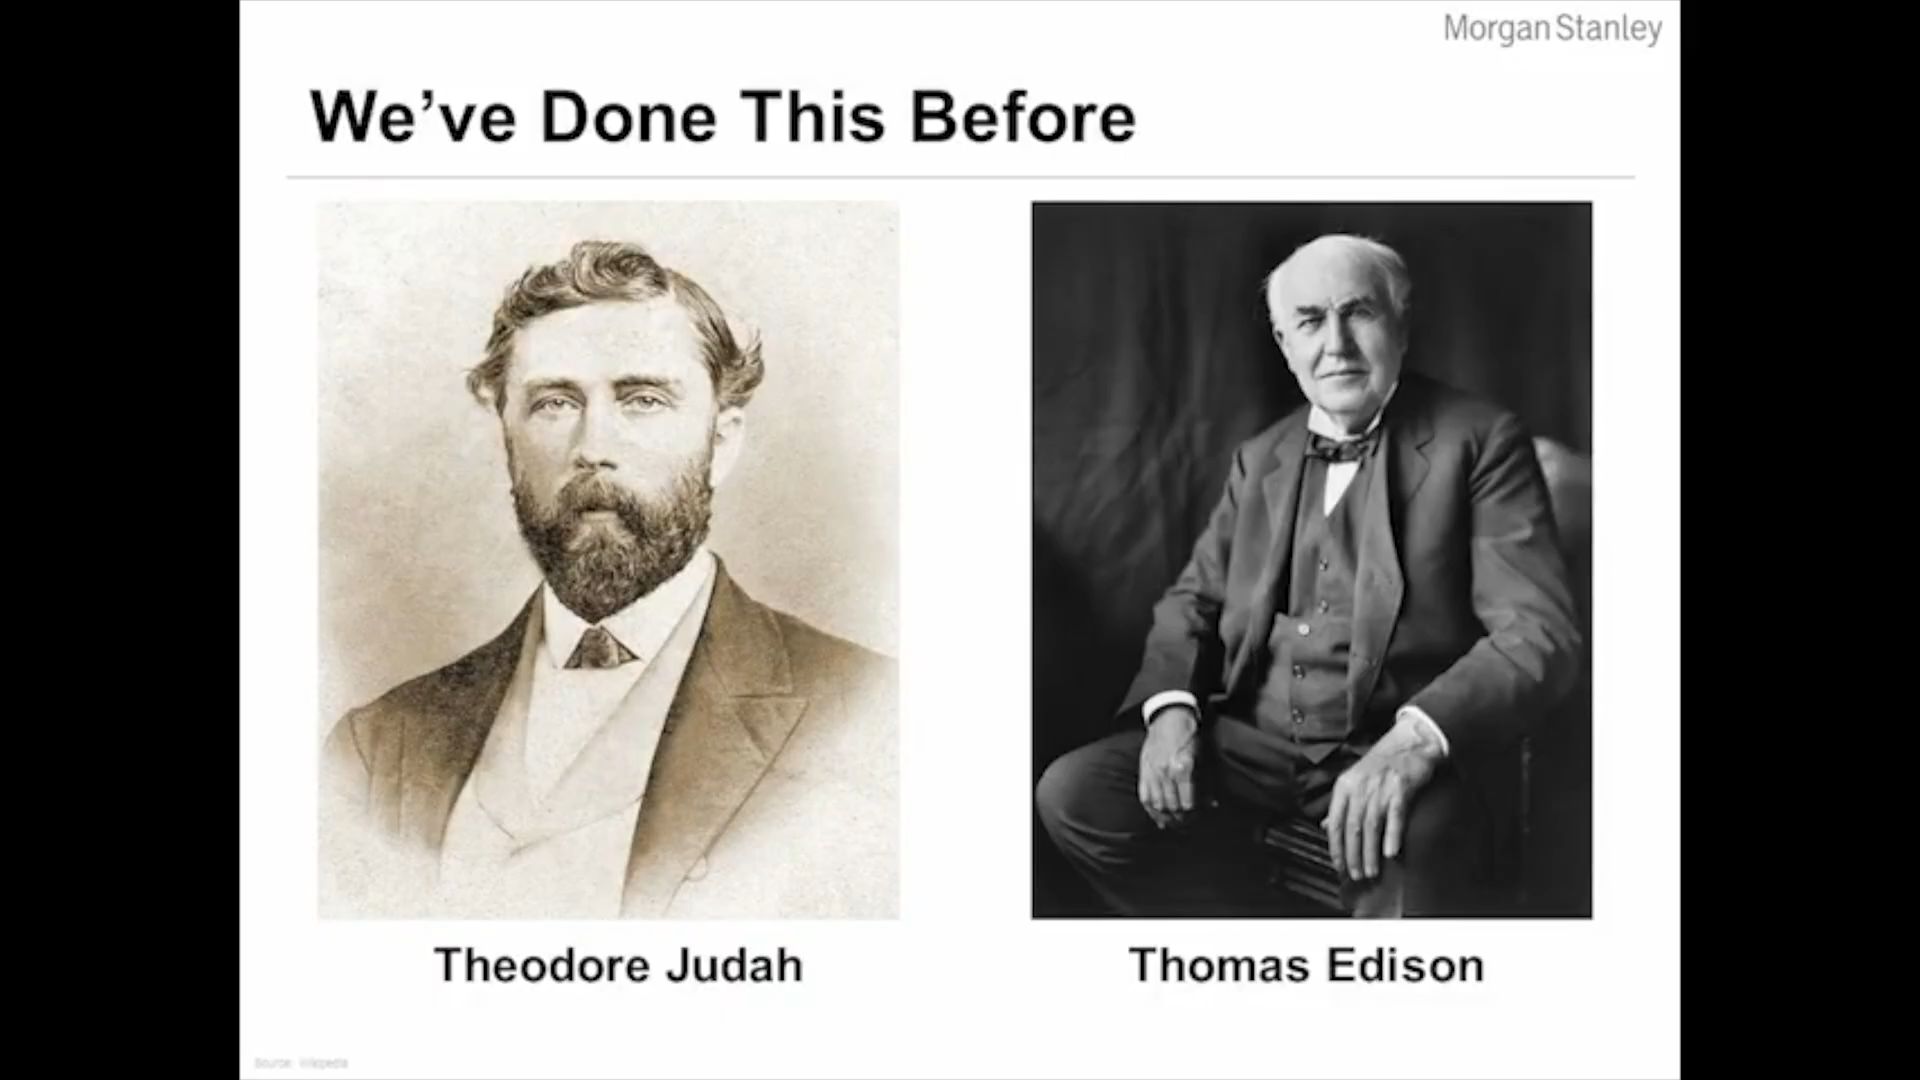 Morgan Stanley
We’ve Done This Before
Theodore Judah
Thomas Edison
Source: Wikipedia